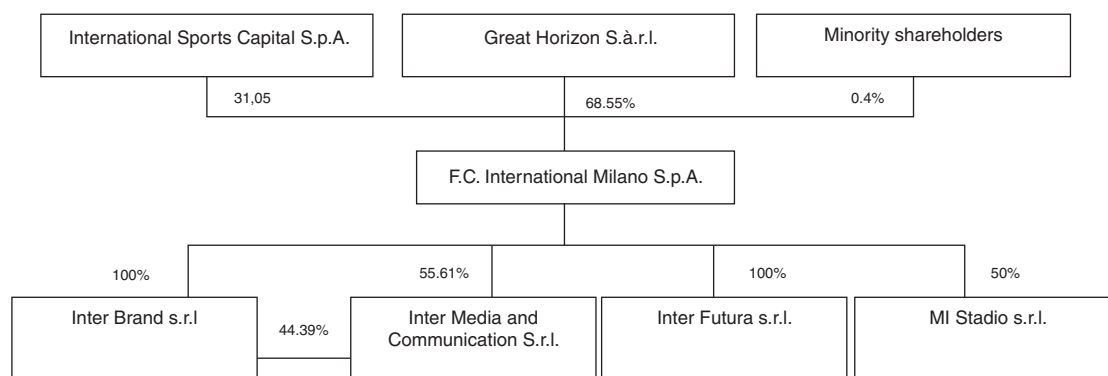 International Sports Capital S.p.A.
Great Horizon S.à.r.l.
Minority shareholders
31,05
68.55%
0.4%
F.C. International Milano S.p.A.
100%
55.61%
100%
50%
Inter Brand s.r.l
44.39%
Inter Media and
Communication S.r.l.
Inter Futura s.r.l.
MI Stadio s.r.l.